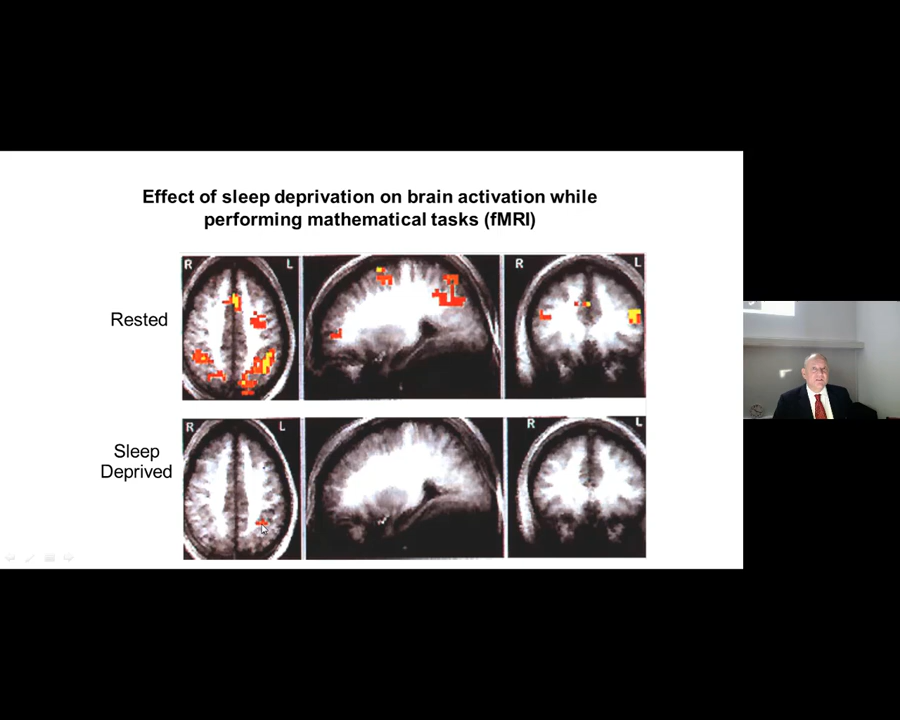 Effect of sleep deprivation on brain activation while
performing mathematical tasks (fMRI)
R L R L
Rested
R L R L
Sleep
Deprived